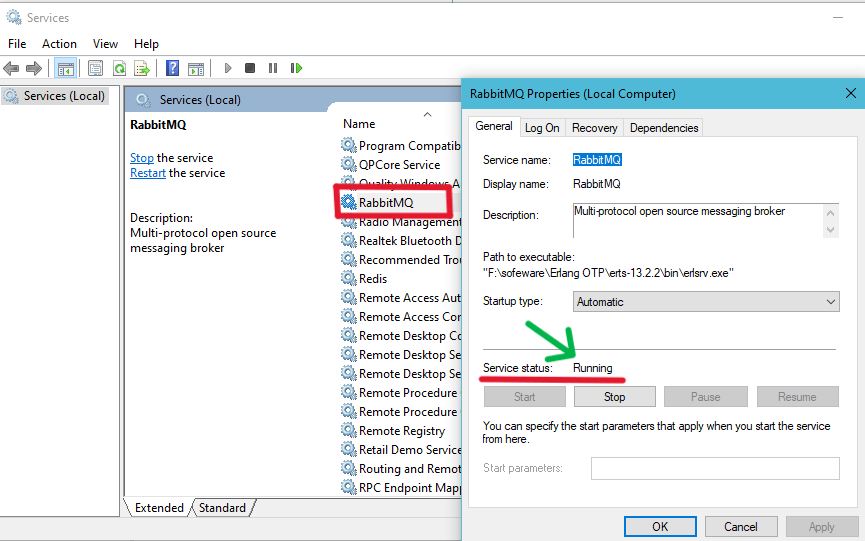 Services
File Action View Help
Services (Local)
Services (Local)
RabbitMQ
Stop the service
Restart the service
Description:
Multi-protocol open source
messaging broker
Name
Program Compatib
QPCore Service
Quality Windows A
RabbitMQ
Radio Management
Realtek Bluetooth D
Recommended Trou
Redis
Remote Access Aut
Remote Access Con
Remote Desktop Co
Remote Desktop Se
Remote Desktop Se
Remote Procedure
Remote Procedure
Remote Registry
Retail Demo Service
Routing and Remot
RPC Endpoint Mapp
Extended Standard
RabbitMQ Properties (Local Computer)
General Log On Recovery Dependencies
Service name: RabbitMQ
Display name: RabbitMQ
Description: Multi-protocol open source messaging broker
Path to executable:
"F:\sofeware\Erlang OTP\erts-13.2.2\bin\erlsrv.exe"
Startup type: Automatic
Service status: Running
Start Stop Pause Resume
You can specify the start parameters that apply when you start the service
from here.
Start parameters:
OK Cancel Apply